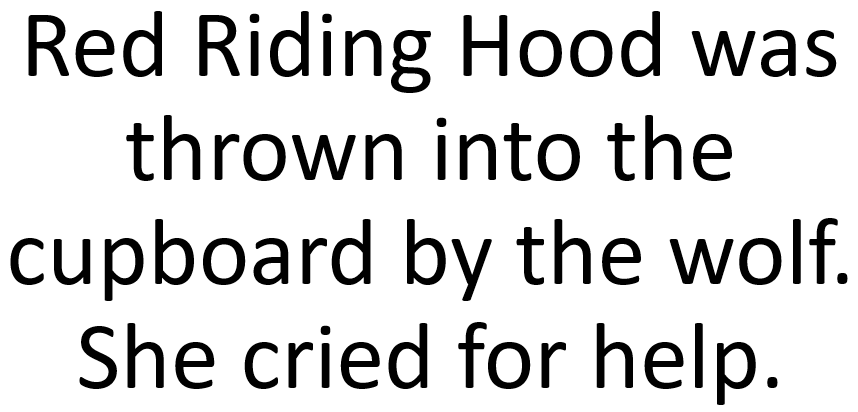 Red Riding Hood was
thrown into the
cupboard by the wolf.
She cried for help.